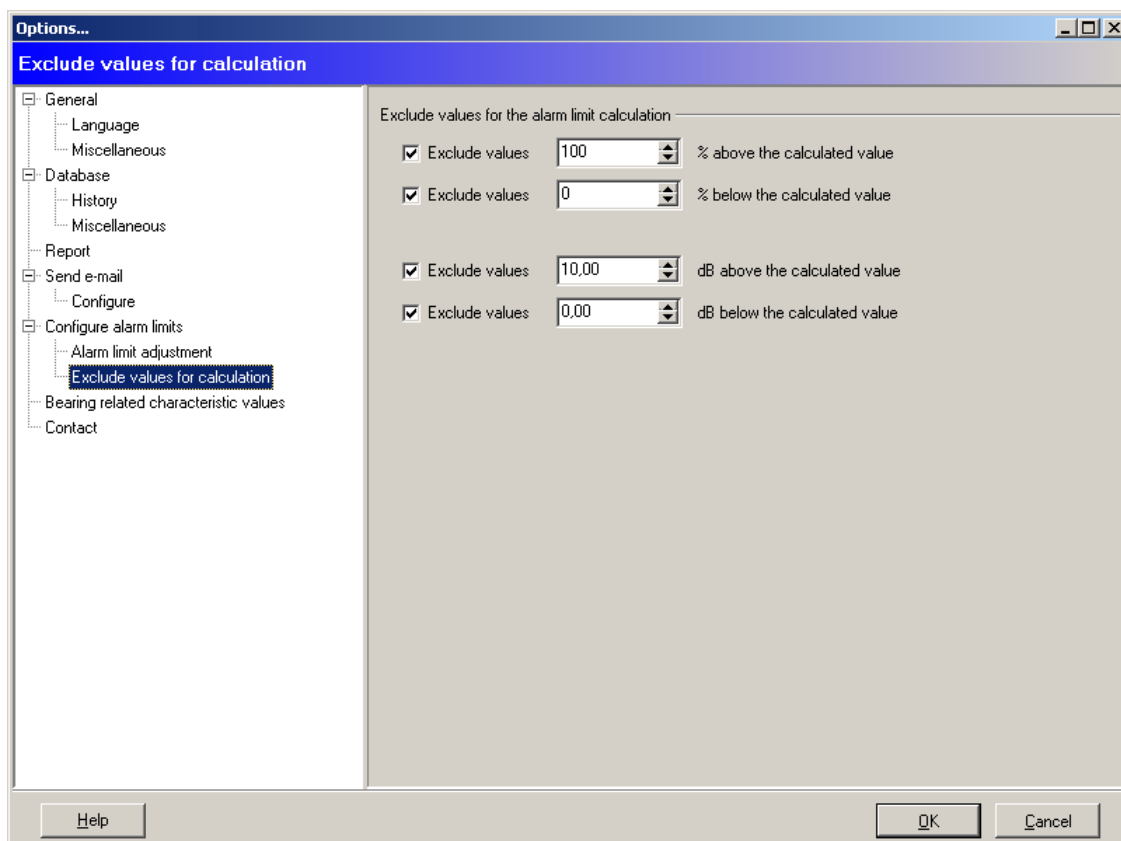 Options...
Exclude values for calculation
General
Language
Miscellaneous
Database
History
Miscellaneous
Report
Send e-mail
Configure
Configure alarm limits
Alarm limit adjustment
Exclude values for calculation
Bearing related characteristic values
Contact
Exclude values for the alarm limit calculation
Exclude values 100 % above the calculated value
Exclude values 0 % below the calculated value
Exclude values 10,00 dB above the calculated value
Exclude values 0,00 dB below the calculated value
Help OK Cancel